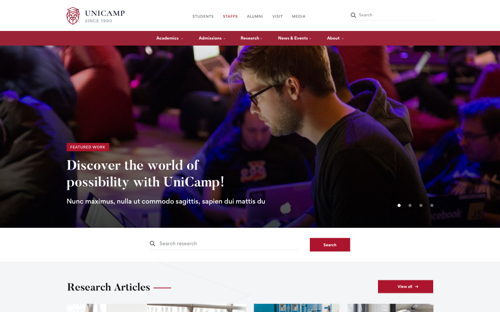 UNICAMP
SINCE 1990
STUDENTS STAFFS ALUMNI VISIT MEDIA
Search
Academics Admissions Research News & Events About
FEATURED WORK
Discover the world of
possibility with UniCamp!
Nunc maximus, nulla ut commodo sagittis, sapien dui mattis du
facebook
Search research
Search
Research Articles
View all →